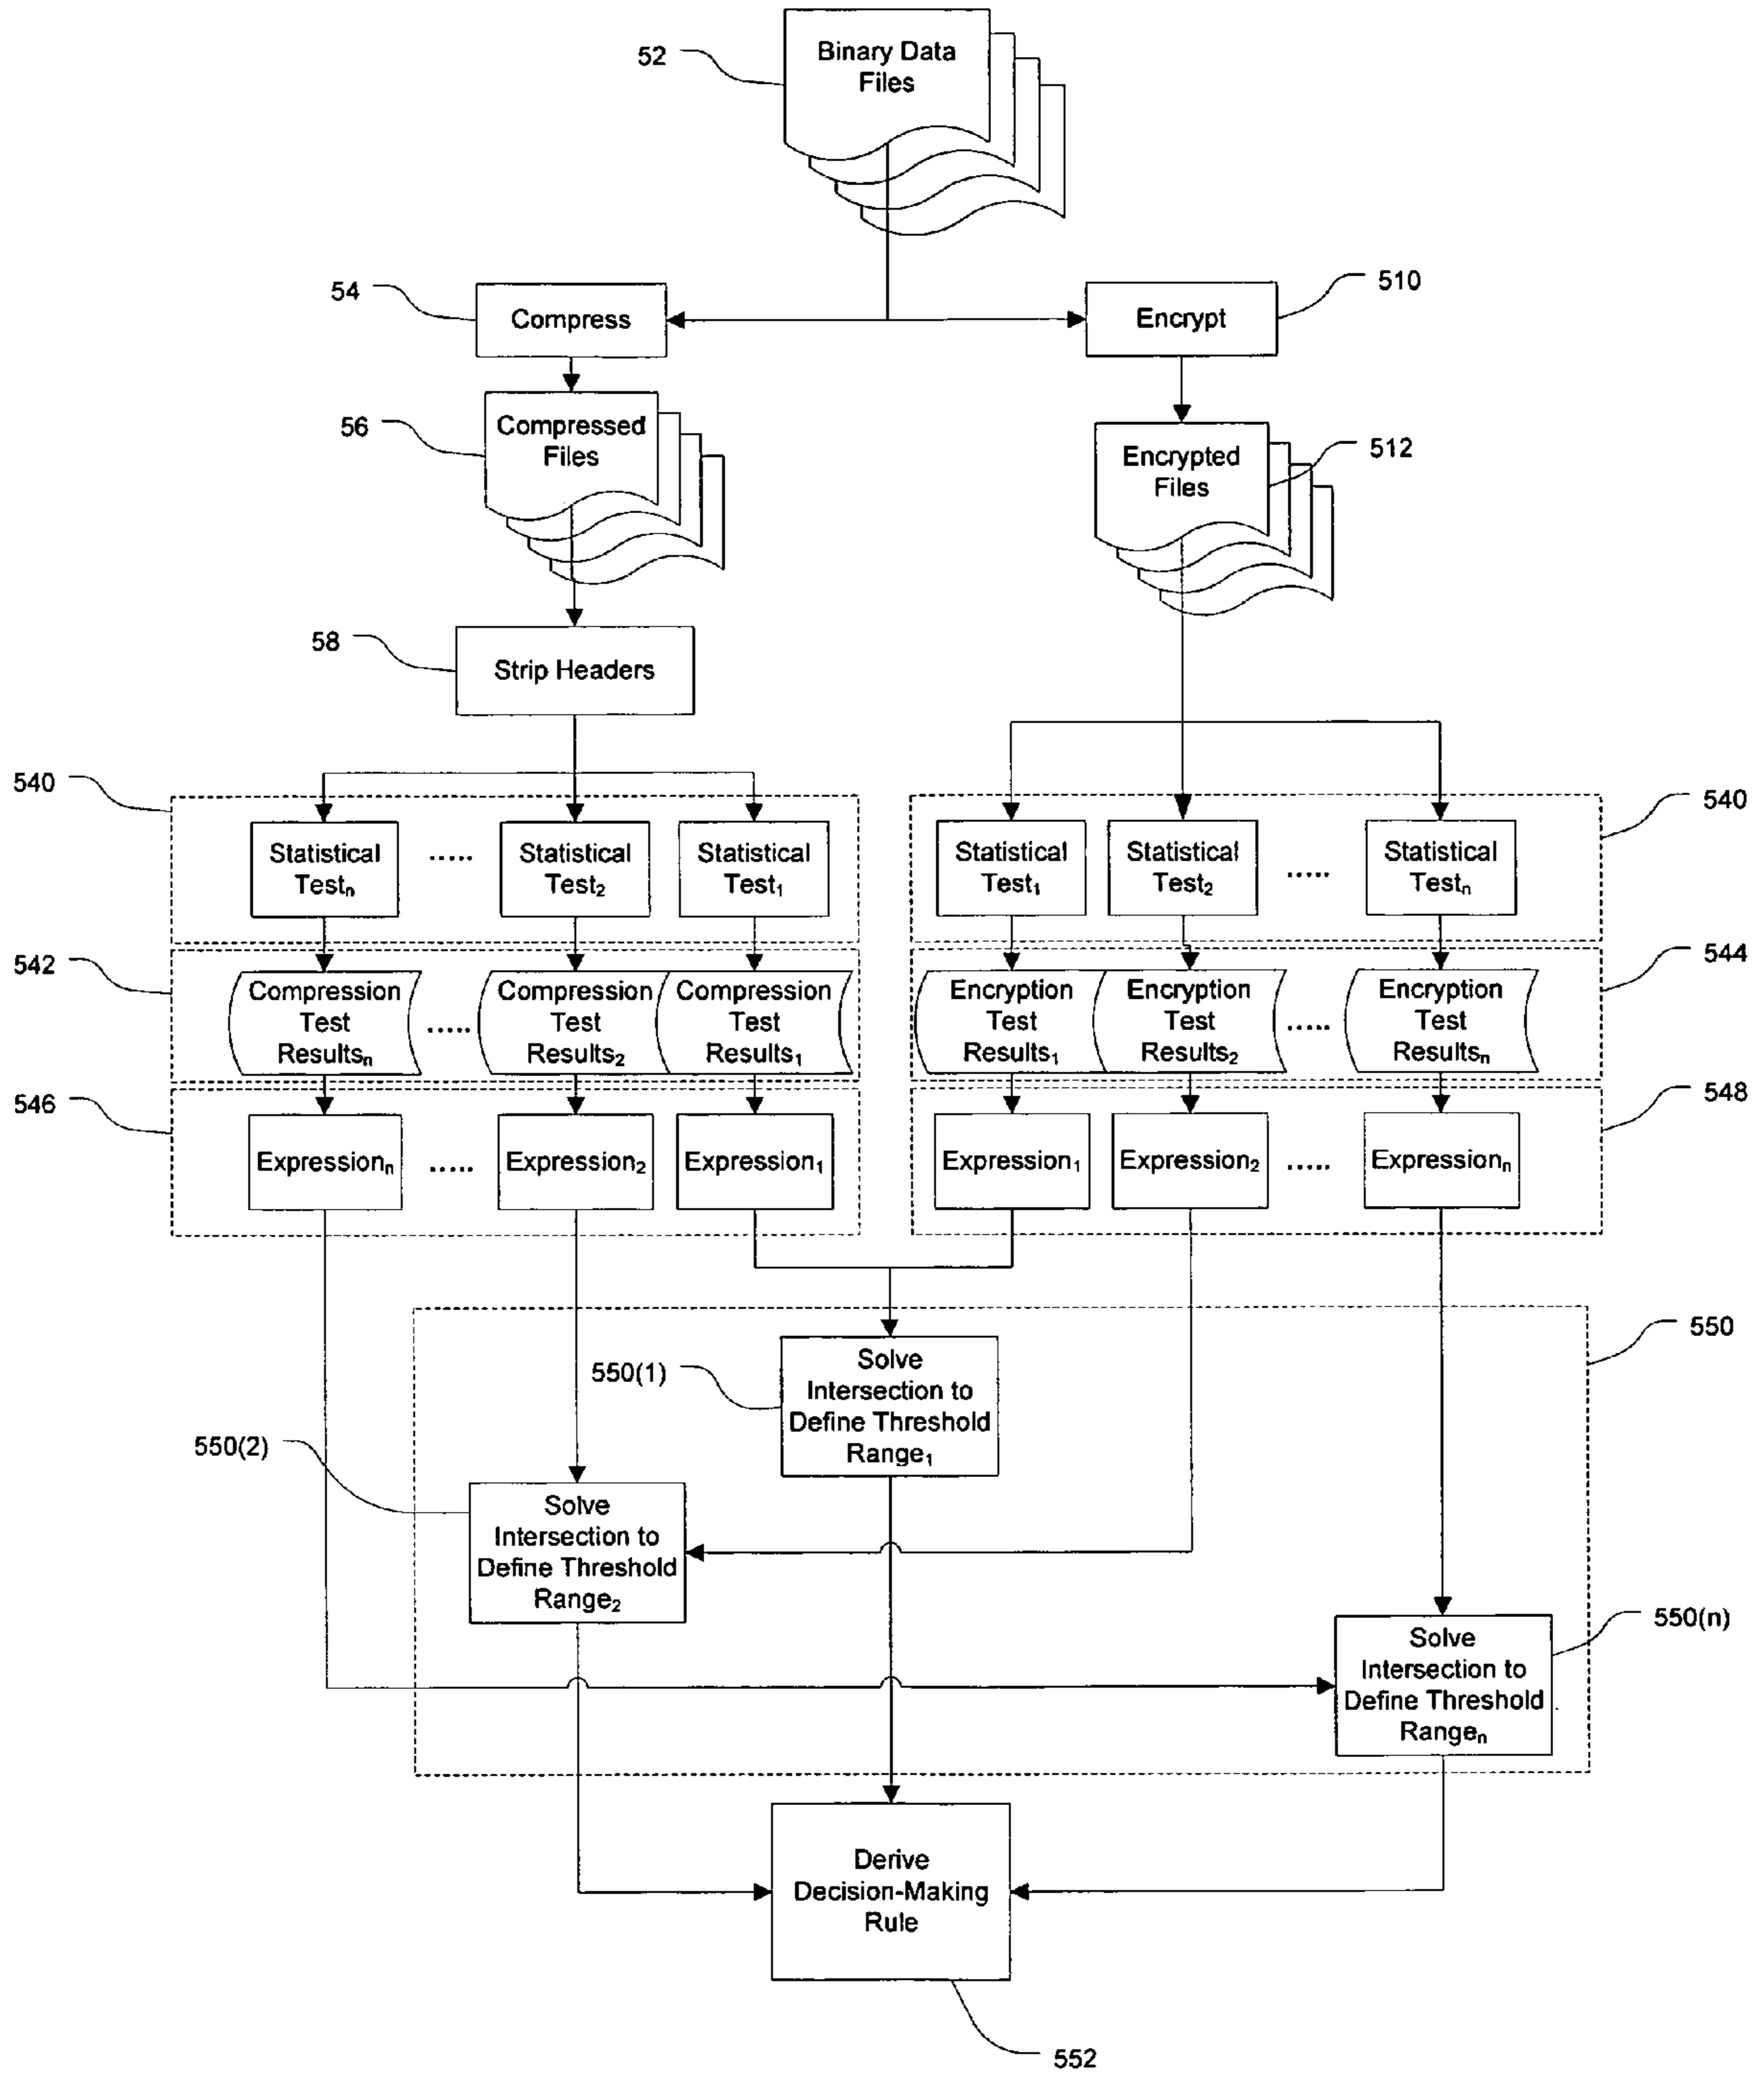 52
Binary Data
Files
54
Compress
510
Encrypt
56
Compressed
Files
Encrypted
Files
512
58
Strip Headers
540
540
Statistical
Testₙ
.....
Statistical
Test₂
Statistical
Test₁
Statistical
Test₁
Statistical
Test₂
.....
Statistical
Testₙ
542
544
Compression
Test
Resultsₙ
.....
Compression
Test
Results₂
Compression
Test
Results₁
Encryption
Test
Results₁
Encryption
Test
Results₂
.....
Encryption
Test
Resultsₙ
546
548
Expressionₙ
.....
Expression₂
Expression₁
Expression₁
Expression₂
.....
Expressionₙ
550
550(1)
Solve
Intersection to
Define Threshold
Range₁
550(2)
Solve
Intersection to
Define Threshold
Range₂
550(n)
Solve
Intersection to
Define Threshold
Rangeₙ
Derive
Decision-Making
Rule
552